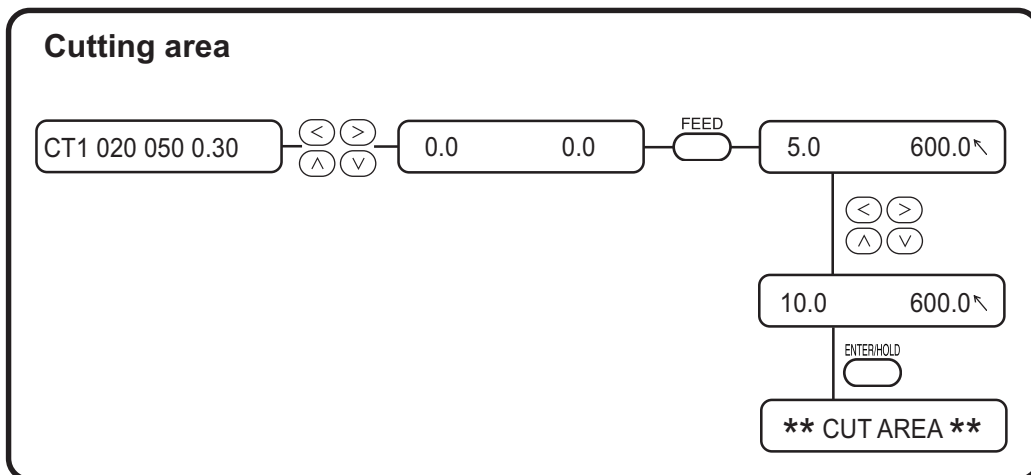 Cutting area
CT1 020 050 0.30
< >
∧ ∨
0.0 0.0
FEED
5.0 600.0↖
< >
∧ ∨
10.0 600.0↖
ENTER/HOLD
** CUT AREA **